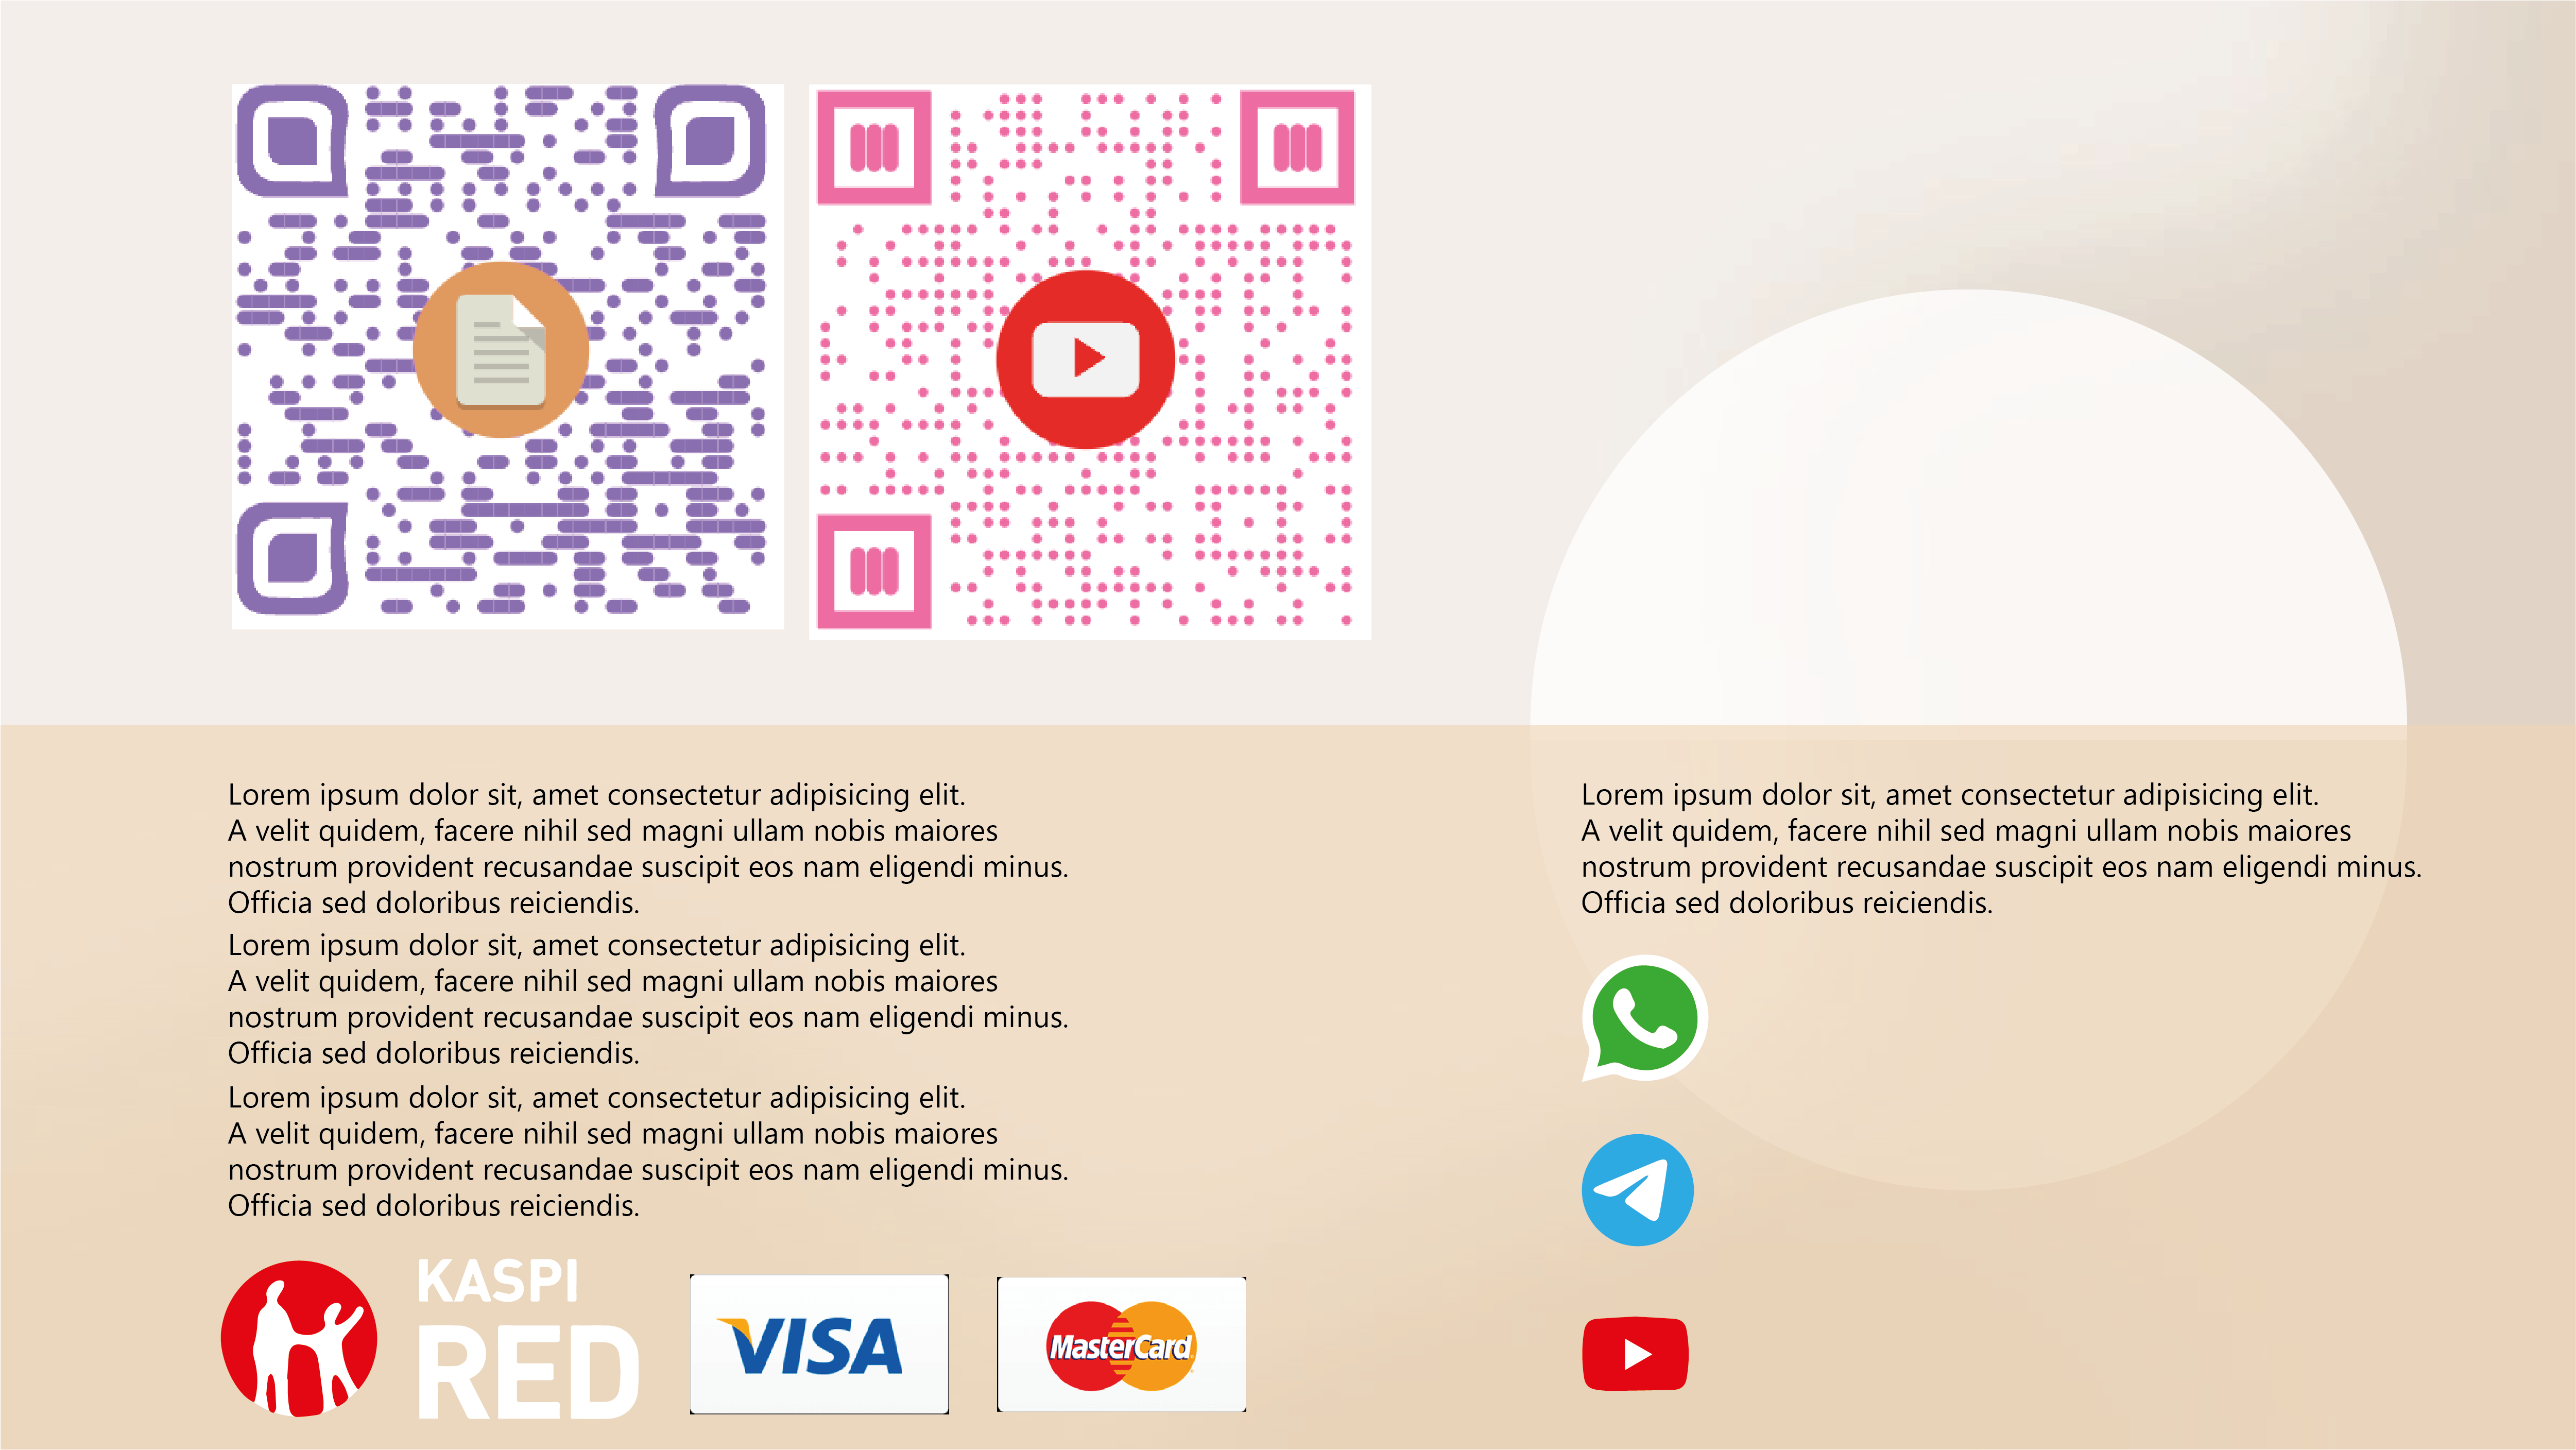 Lorem ipsum dolor sit, amet consectetur adipisicing elit.
A velit quidem, facere nihil sed magni ullam nobis maiores
nostrum provident recusandae suscipit eos nam eligendi minus.
Officia sed doloribus reiciendis.
Lorem ipsum dolor sit, amet consectetur adipisicing elit.
A velit quidem, facere nihil sed magni ullam nobis maiores
nostrum provident recusandae suscipit eos nam eligendi minus.
Officia sed doloribus reiciendis.
Lorem ipsum dolor sit, amet consectetur adipisicing elit.
A velit quidem, facere nihil sed magni ullam nobis maiores
nostrum provident recusandae suscipit eos nam eligendi minus.
Officia sed doloribus reiciendis.
KASPI
RED
VISA
MasterCard
Lorem ipsum dolor sit, amet consectetur adipisicing elit.
A velit quidem, facere nihil sed magni ullam nobis maiores
nostrum provident recusandae suscipit eos nam eligendi minus.
Officia sed doloribus reiciendis.